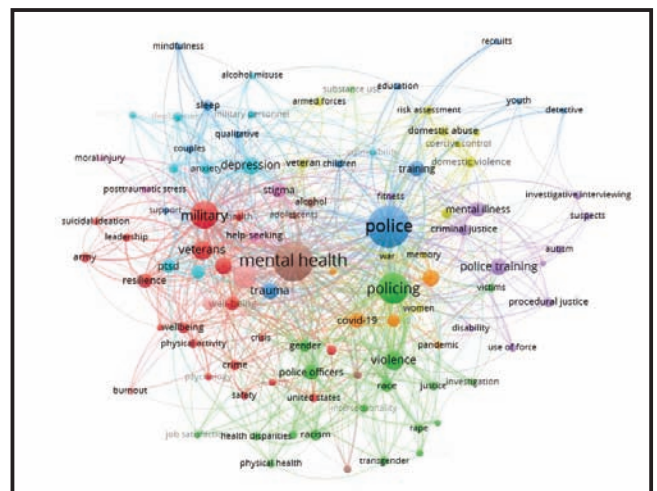 recruits
mindfulness
alcohol misuse
substance use
education
sleep
armed forces
risk assessment
youth
detective
military personnel
qualitative
domestic abuse
couples
coercive control
moral injury
anxiety
depression
veteran
children
domestic violence
training
posttraumatic stress
stigma
fitness
investigative interviewing
support
alcohol
mental illness
suspects
suicidal ideation
military
health
adolescents
police
criminal justice
leadership
help-seeking
army
veterans
war
memory
autism
ptsd
mental health
police training
resilience
trauma
policing
victims
well-being
women
procedural justice
covid-19
disability
wellbeing
physical activity
crisis
gender
pandemic
use of force
crime
police officers
violence
psychology
burnout
safety
united states
race
justice
investigation
intersectionality
rape
job satisfaction
health disparities
racism
physical health
transgender